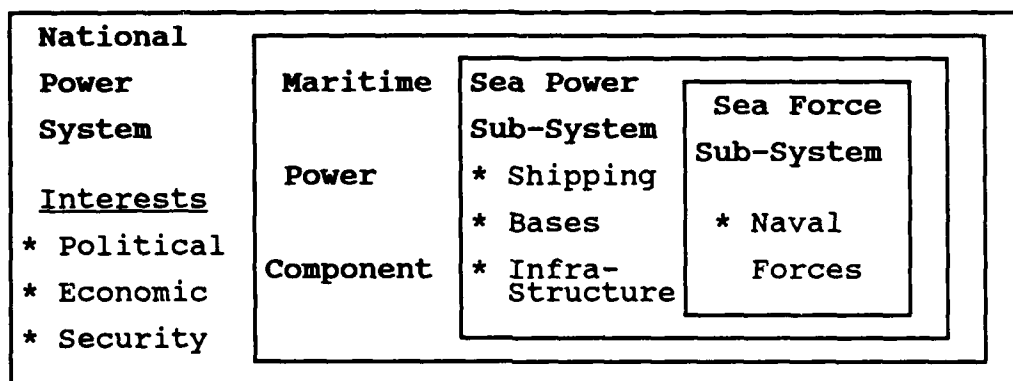 National
Power
System
Interests
* Political
* Economic
* Security
Maritime
Power
Component
Sea Power
Sub-System
* Shipping
* Bases
* Infra-
Structure
Sea Force
Sub-System
* Naval
Forces